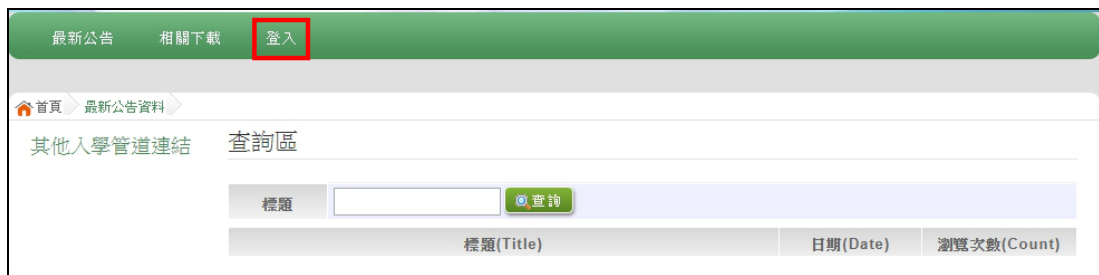 最新公告 相關下載 登入
首頁 最新公告資料
其他入學管道連結 查詢區
標題 查詢
標題(Title) 日期(Date) 瀏覽次數(Count)